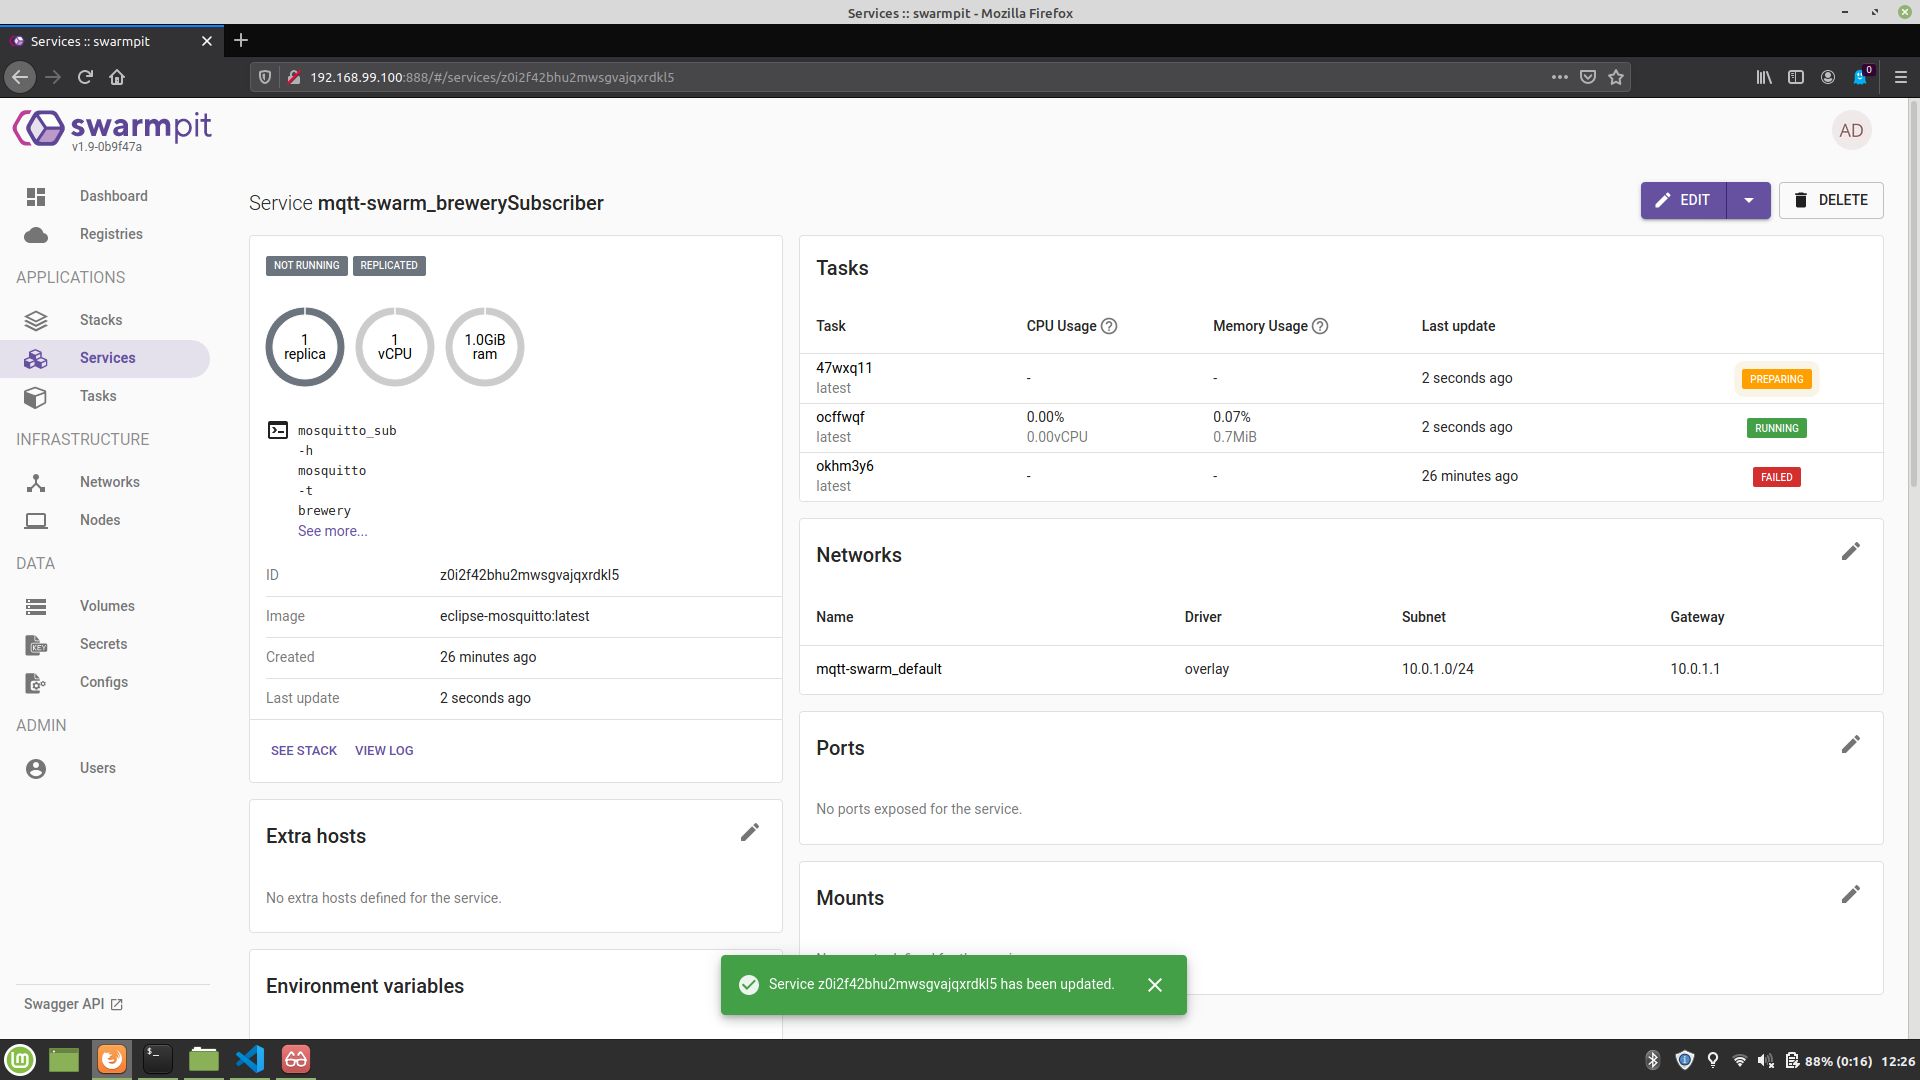 Services :: swarmpit - Mozilla Firefox
Services :: swarmpit
192.168.99.100:888/#/services/z0i2f42bhu2mwsgvajqxrdkl5
0
swarmpit
v1.9-0b9f47a
AD
Dashboard
Registries
APPLICATIONS
Stacks
Services
Tasks
INFRASTRUCTURE
Networks
Nodes
DATA
Volumes
KEY
Secrets
Configs
ADMIN
Users
Swagger API
Service mqtt-swarm_brewerySubscriber
EDIT
DELETE
NOT RUNNING REPLICATED
1 replica
1 vCPU
1.0GiB ram
mosquitto_sub
-h
mosquitto
-t
brewery
See more...
ID z0i2f42bhu2mwsgvajqxrdkl5
Image eclipse-mosquitto:latest
Created 26 minutes ago
Last update 2 seconds ago
SEE STACK VIEW LOG
Extra hosts
No extra hosts defined for the service.
Environment variables
Tasks
Task CPU Usage ? Memory Usage ? Last update
47wxq11
latest
- - 2 seconds ago PREPARING
ocffwqf 0.00% 0.07%
latest 0.00vCPU 0.7MiB
2 seconds ago RUNNING
okhm3y6
latest
- - 26 minutes ago FAILED
Networks
Name Driver Subnet Gateway
mqtt-swarm_default overlay 10.0.1.0/24 10.0.1.1
Ports
No ports exposed for the service.
Mounts
Service z0i2f42bhu2mwsgvajqxrdkl5 has been updated.
88% (0:16) 12:26